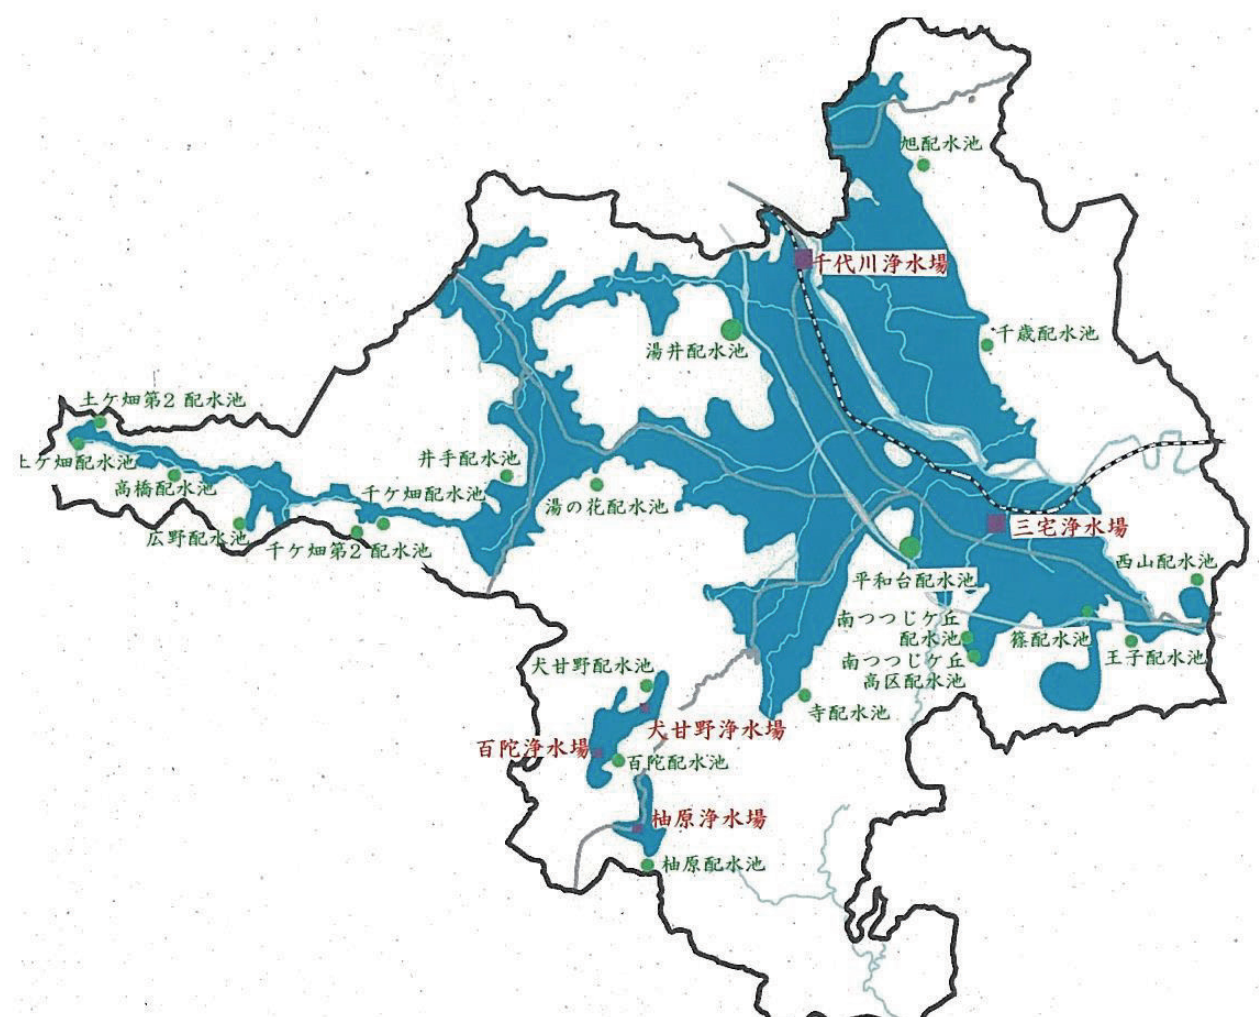 旭配水池
千代川浄水場
千歳配水池
湯井配水池
土ケ畑第2 配水池
土ケ畑配水池
高橋配水池
広野配水池
井手配水池
千ケ畑配水池
千ケ畑第2 配水池
湯の花配水池
三宅浄水場
西山配水池
平和台配水池
南つつじケ丘
配水池
南つつじケ丘
高区配水池
篠配水池
王子配水池
寺配水池
犬甘野配水池
犬甘野浄水場
百陀浄水場
百陀配水池
柚原浄水場
柚原配水池